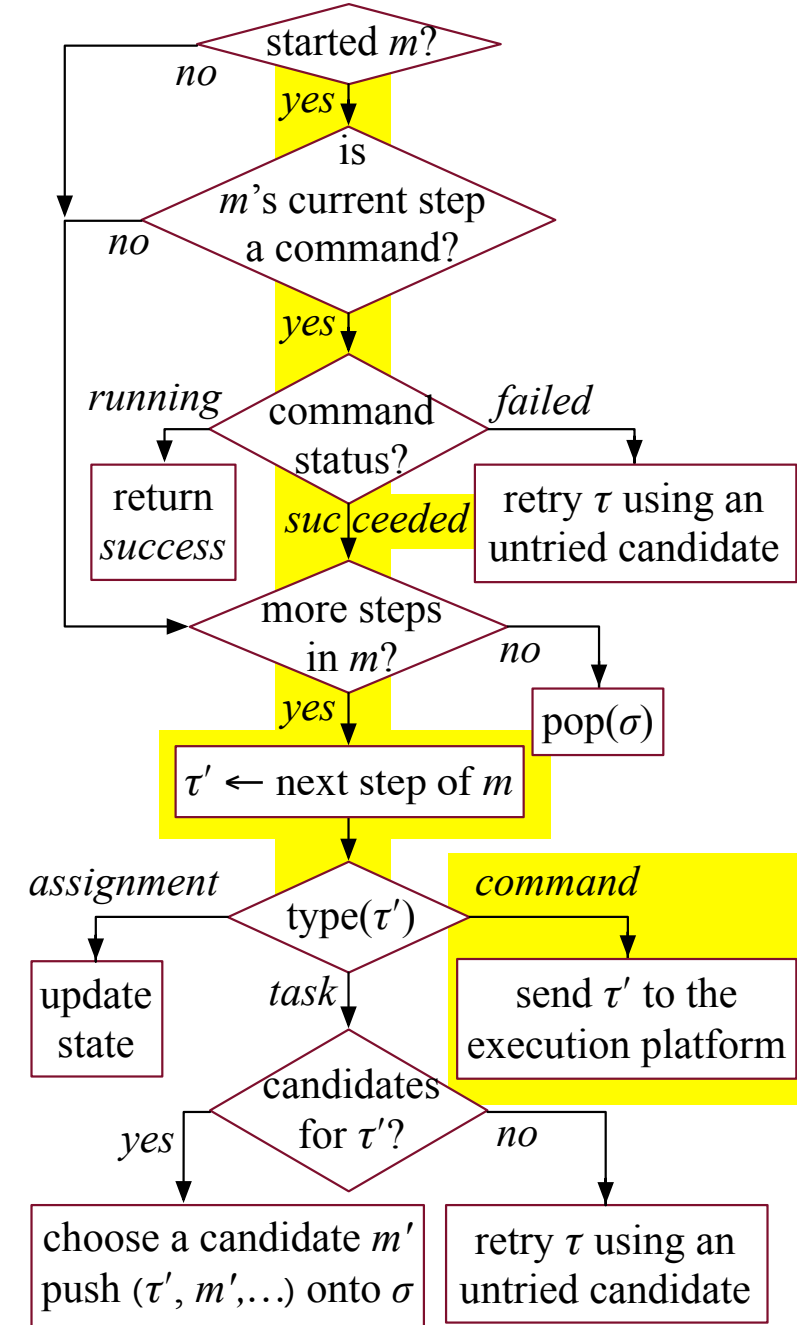 started m?
no
yes
is
m’s current step
a command?
no
yes
running
command
status?
failed
return
success
succeeded
retry τ using an
untried candidate
more steps
in m?
no
yes
pop(σ)
τ′ ← next step of m
assignment
type(τ′)
command
update
state
task
send τ′ to the
execution platform
candidates
for τ′?
yes
no
choose a candidate m′
push (τ′, m′,…) onto σ
retry τ using an
untried candidate